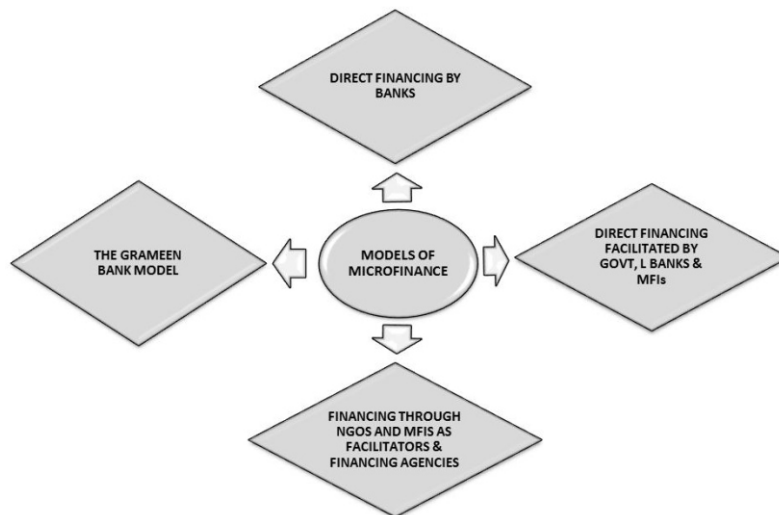 DIRECT FINANCING BY
BANKS
THE GRAMEEN
BANK MODEL
MODELS OF
MICROFINANCE
DIRECT FINANCING
FACILITATED BY
GOVT, L BANKS &
MFIs
FINANCING THROUGH
NGOS AND MFIS AS
FACILITATORS &
FINANCING AGENCIES